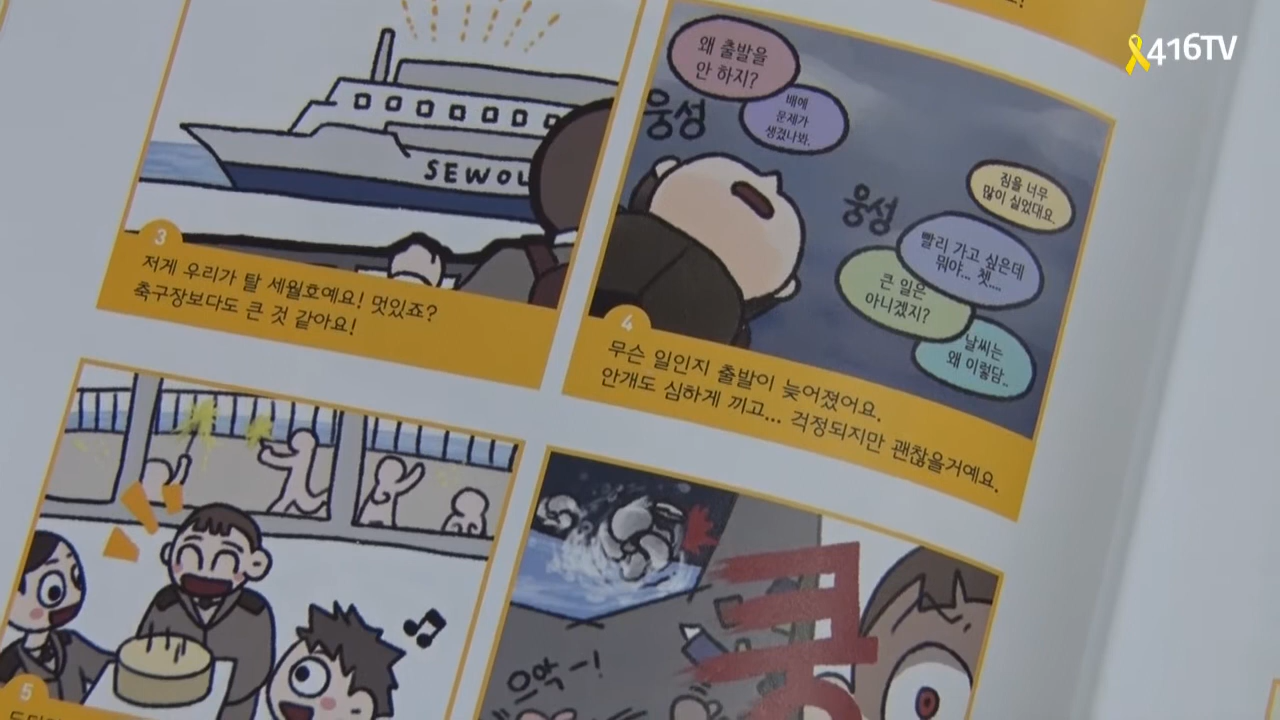 416TV
SEWOL
3
저게 우리가 탈 세월호예요! 멋있죠?
축구장보다도 큰 것 같아요!
왜 출발을
안 하지?
배에
문제가
생겼나봐.
웅성
웅성
짐을 너무
많이 실었대요.
빨리 가고 싶은데
뭐야... 쳇....
큰 일은
아니겠지?
날씨는
왜 이럴담..
4
무슨 일인지 출발이 늦어졌어요.
안개도 심하게 끼고... 걱정되지만 괜찮을거예요.
5
으악-!
쿠